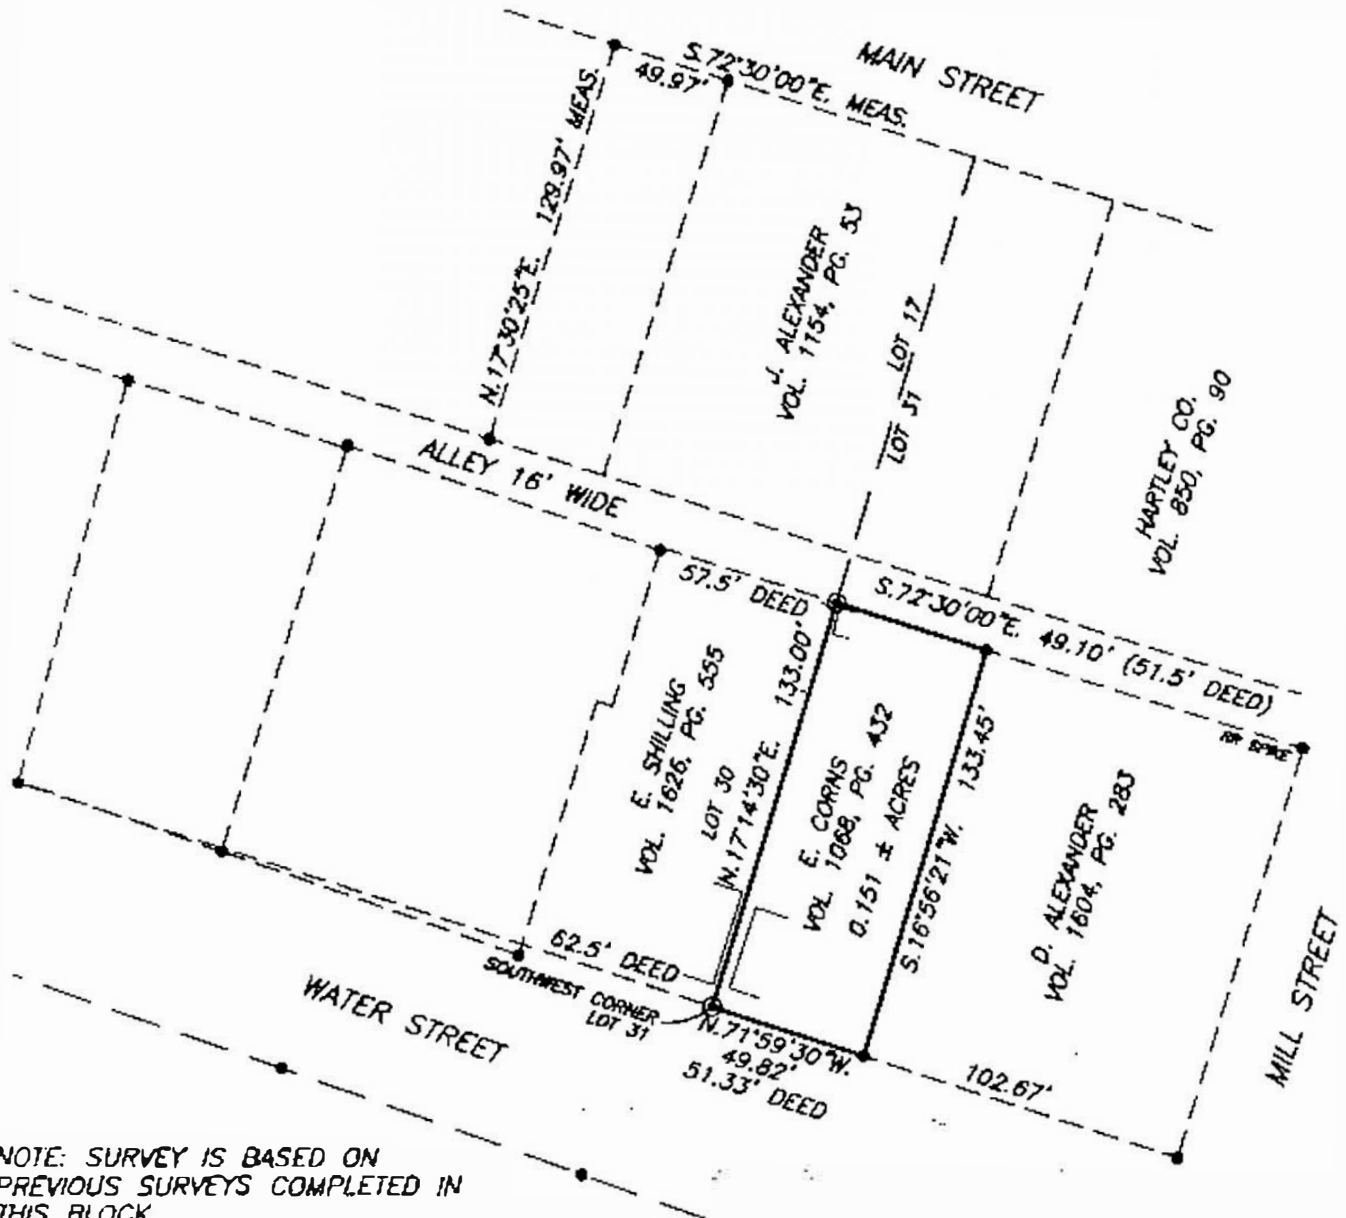 MAIN STREET
S.72°30'00"E. MEAS.
49.97'
N.17°30'25"E. 129.97' MEAS.
J. ALEXANDER
VOL. 1154, PG. 53
LOT 17
LOT 31
HARTLEY CO.
VOL. 850, PG. 90
ALLEY 16' WIDE
57.5' DEED
S.72°30'00"E. 49.10' (51.5' DEED)
RR SPIKE
E. SHILLING
VOL. 1626, PG. 555
LOT 30
N.17°14'30"E. 133.00'
E. CORNS
VOL. 1068, PG. 432
0.151 ± ACRES
S.16°56'21"W. 133.45'
D. ALEXANDER
VOL. 1604, PG. 283
MILL STREET
62.5' DEED
SOUTHWEST CORNER
LOT 31
WATER STREET
N.71°59'30"W.
49.82'
51.33' DEED
102.67'
NOTE: SURVEY IS BASED ON
PREVIOUS SURVEYS COMPLETED IN
THIS BLOCK